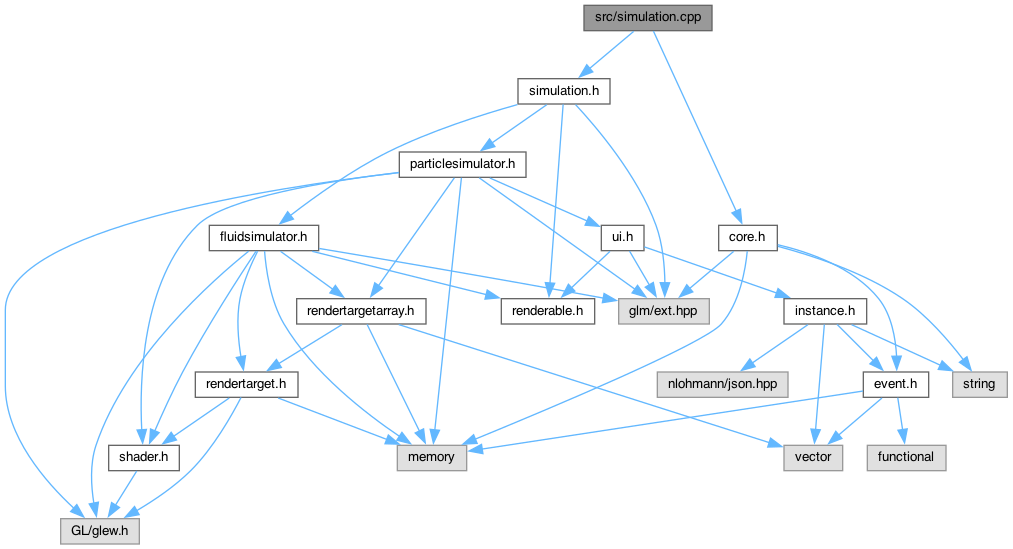 src/simulation.cpp
simulation.h
particlesimulator.h
fluidsimulator.h
ui.h
core.h
rendertargetarray.h
renderable.h
glm/ext.hpp
instance.h
rendertarget.h
nlohmann/json.hpp
event.h
string
shader.h
memory
vector
functional
GL/glew.h